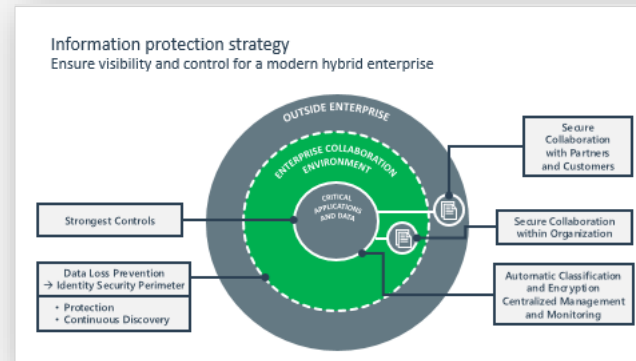 Information protection strategy
Ensure visibility and control for a modern hybrid enterprise
OUTSIDE ENTERPRISE
ENTERPRISE COLLABORATION
ENVIRONMENT
CRITICAL
APPLICATIONS
AND DATA
Secure
Collaboration
with Partners
and Customers
Strongest Controls
Secure Collaboration
within Organization
Data Loss Prevention
→ Identity Security Perimeter
• Protection
• Continuous Discovery
Automatic Classification
and Encryption
Centralized Management
and Monitoring